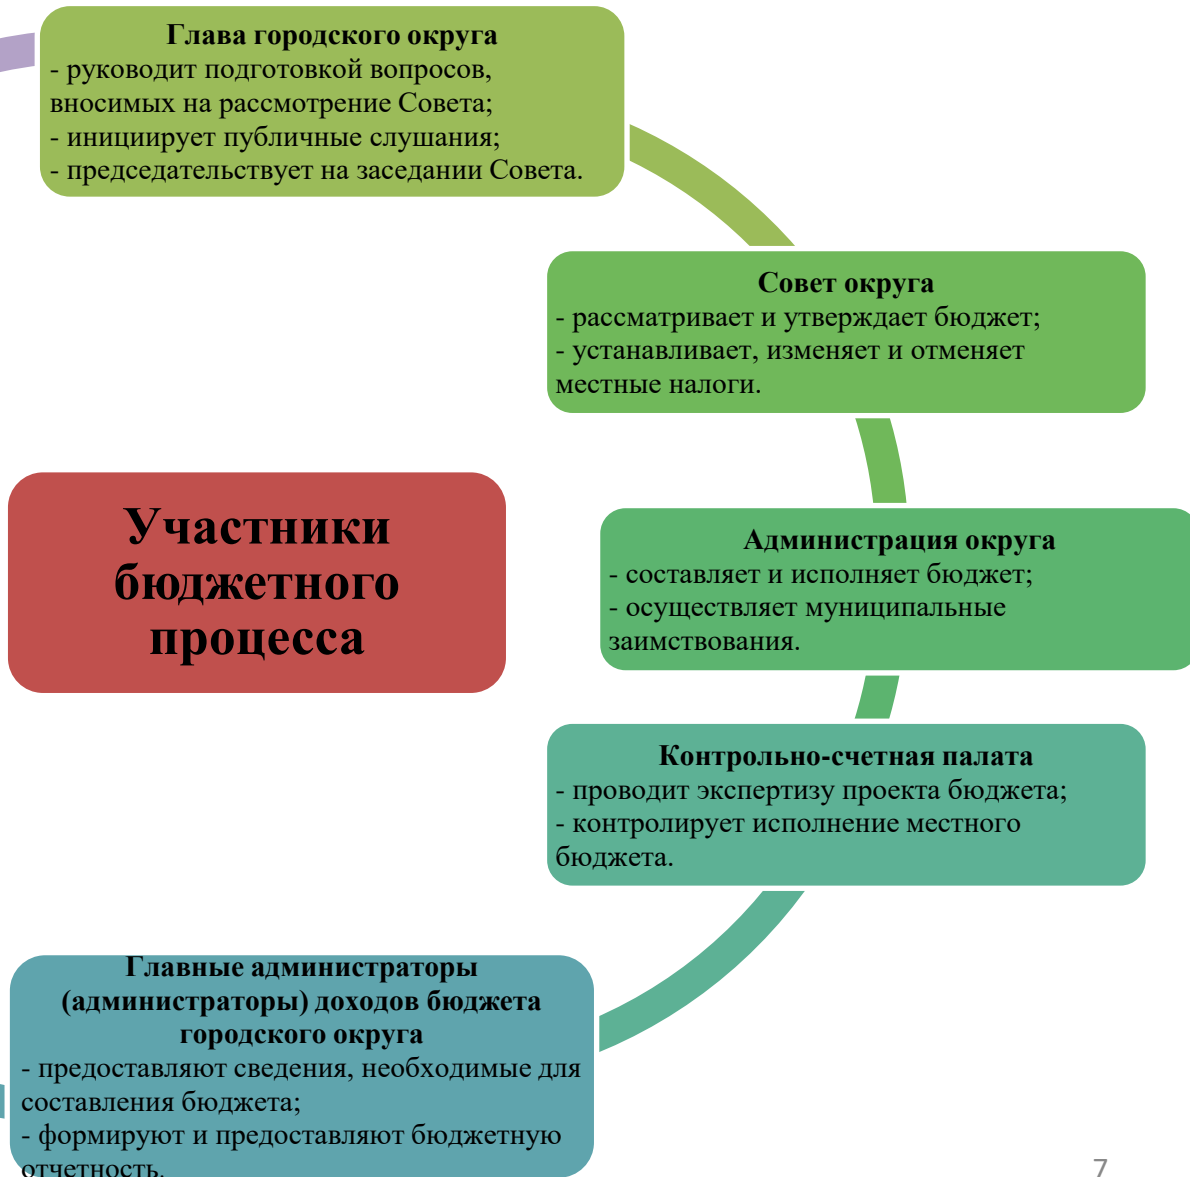 Глава городского округа
- руководит подготовкой вопросов,
вносимых на рассмотрение Совета;
- инициирует публичные слушания;
- председательствует на заседании Совета.
Совет округа
- рассматривает и утверждает бюджет;
- устанавливает, изменяет и отменяет
местные налоги.
Участники
бюджетного
процесса
Администрация округа
- составляет и исполняет бюджет;
- осуществляет муниципальные
заимствования.
Контрольно-счетная палата
- проводит экспертизу проекта бюджета;
- контролирует исполнение местного
бюджета.
Главные администраторы
(администраторы) доходов бюджета
городского округа
- предоставляют сведения, необходимые для
составления бюджета;
- формируют и предоставляют бюджетную
отчетность.
7